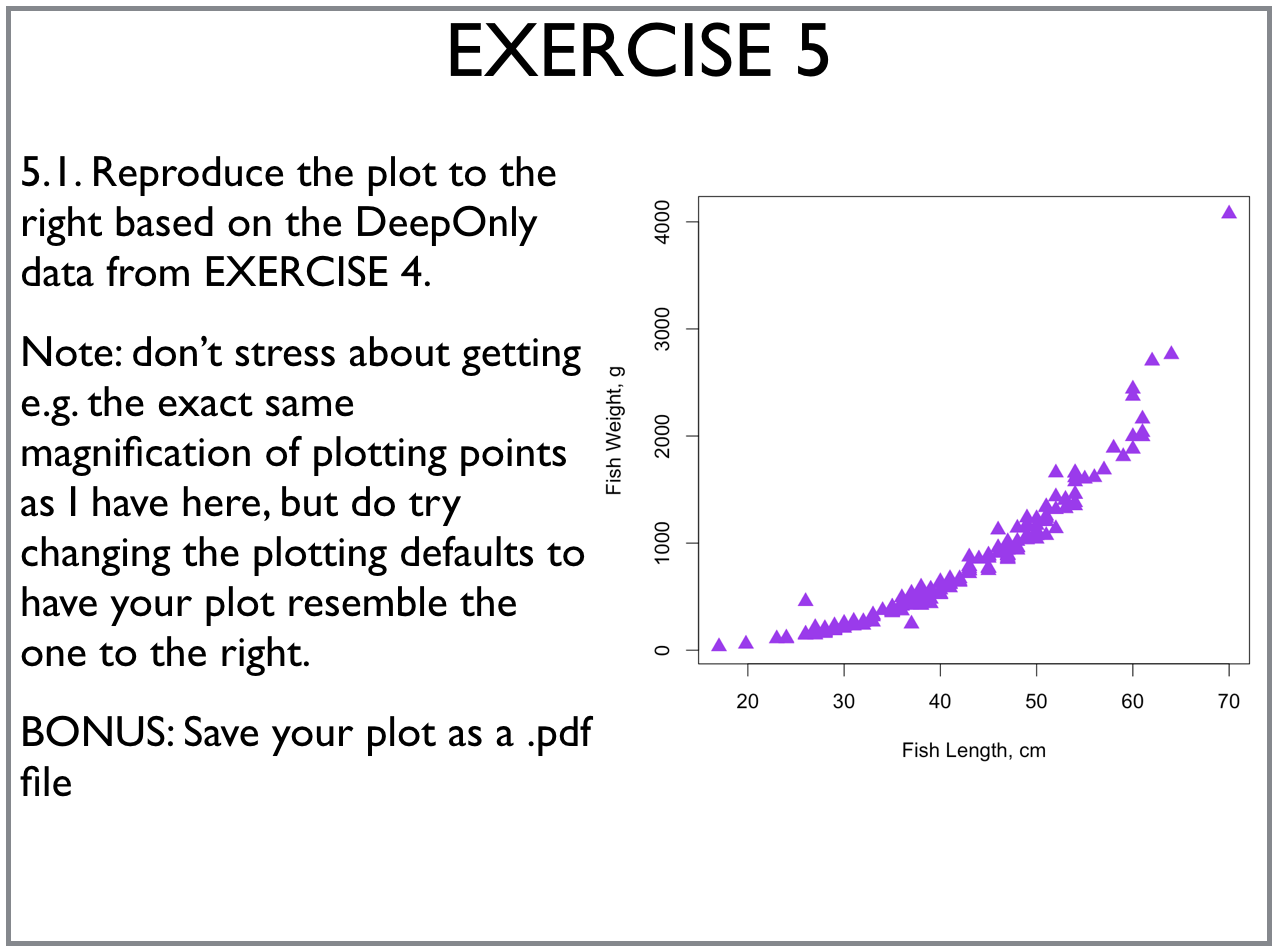 EXERCISE 5
5.1. Reproduce the plot to the
right based on the DeepOnly
data from EXERCISE 4.
Note: don’t stress about getting
e.g. the exact same
magnification of plotting points
as I have here, but do try
changing the plotting defaults to
have your plot resemble the
one to the right.
BONUS: Save your plot as a .pdf
file
Fish Weight, g
4000
3000
2000
1000
0
20 30 40 50 60 70
Fish Length, cm